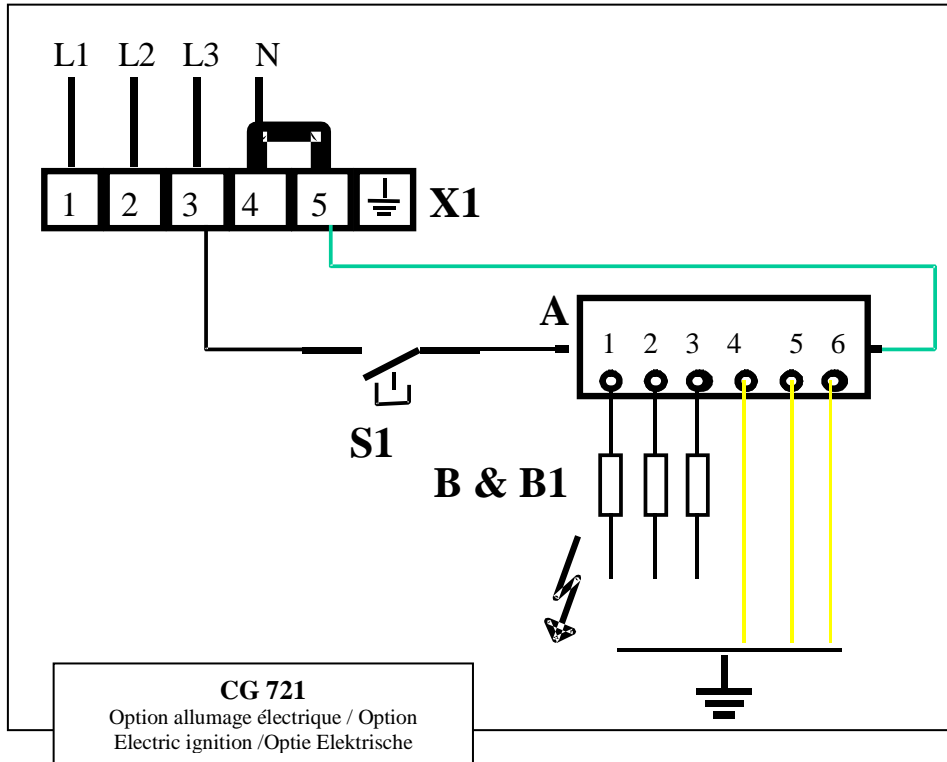 L1 L2 L3 N
1 2 3 4 5 X1
A
1 2 3 4 5 6
S1
B & B1
CG 721
Option allumage électrique / Option
Electric ignition /Optie Elektrische